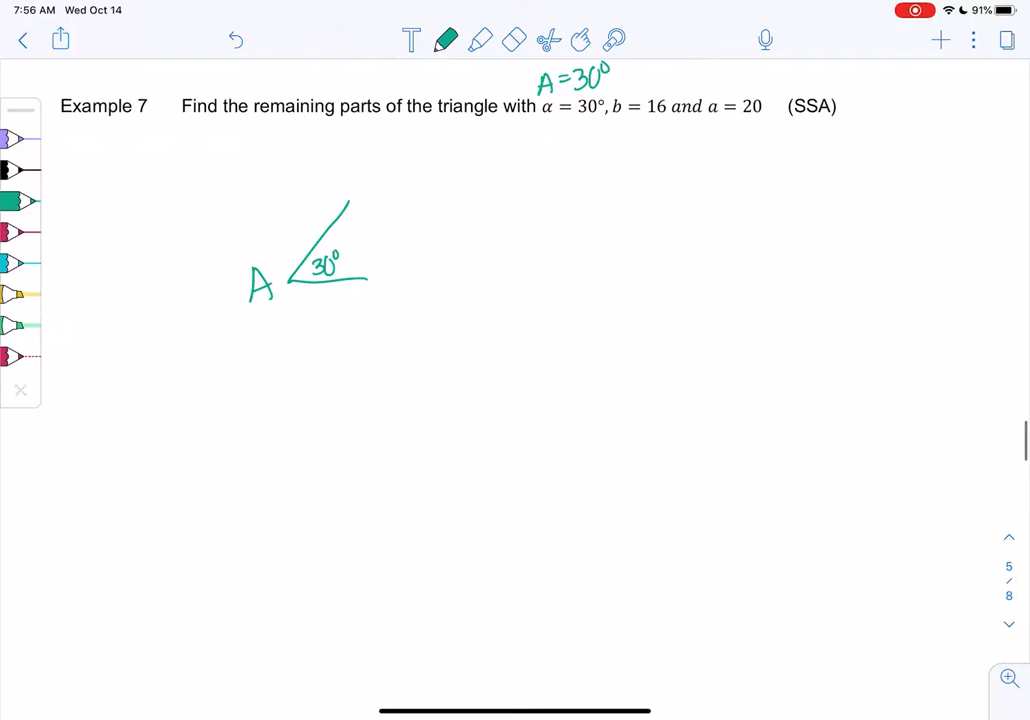 7:56 AM Wed Oct 14
91%
T
A=30°
Example 7 Find the remaining parts of the triangle with α = 30°, b = 16 and a = 20 (SSA)
30°
A
5
/
8